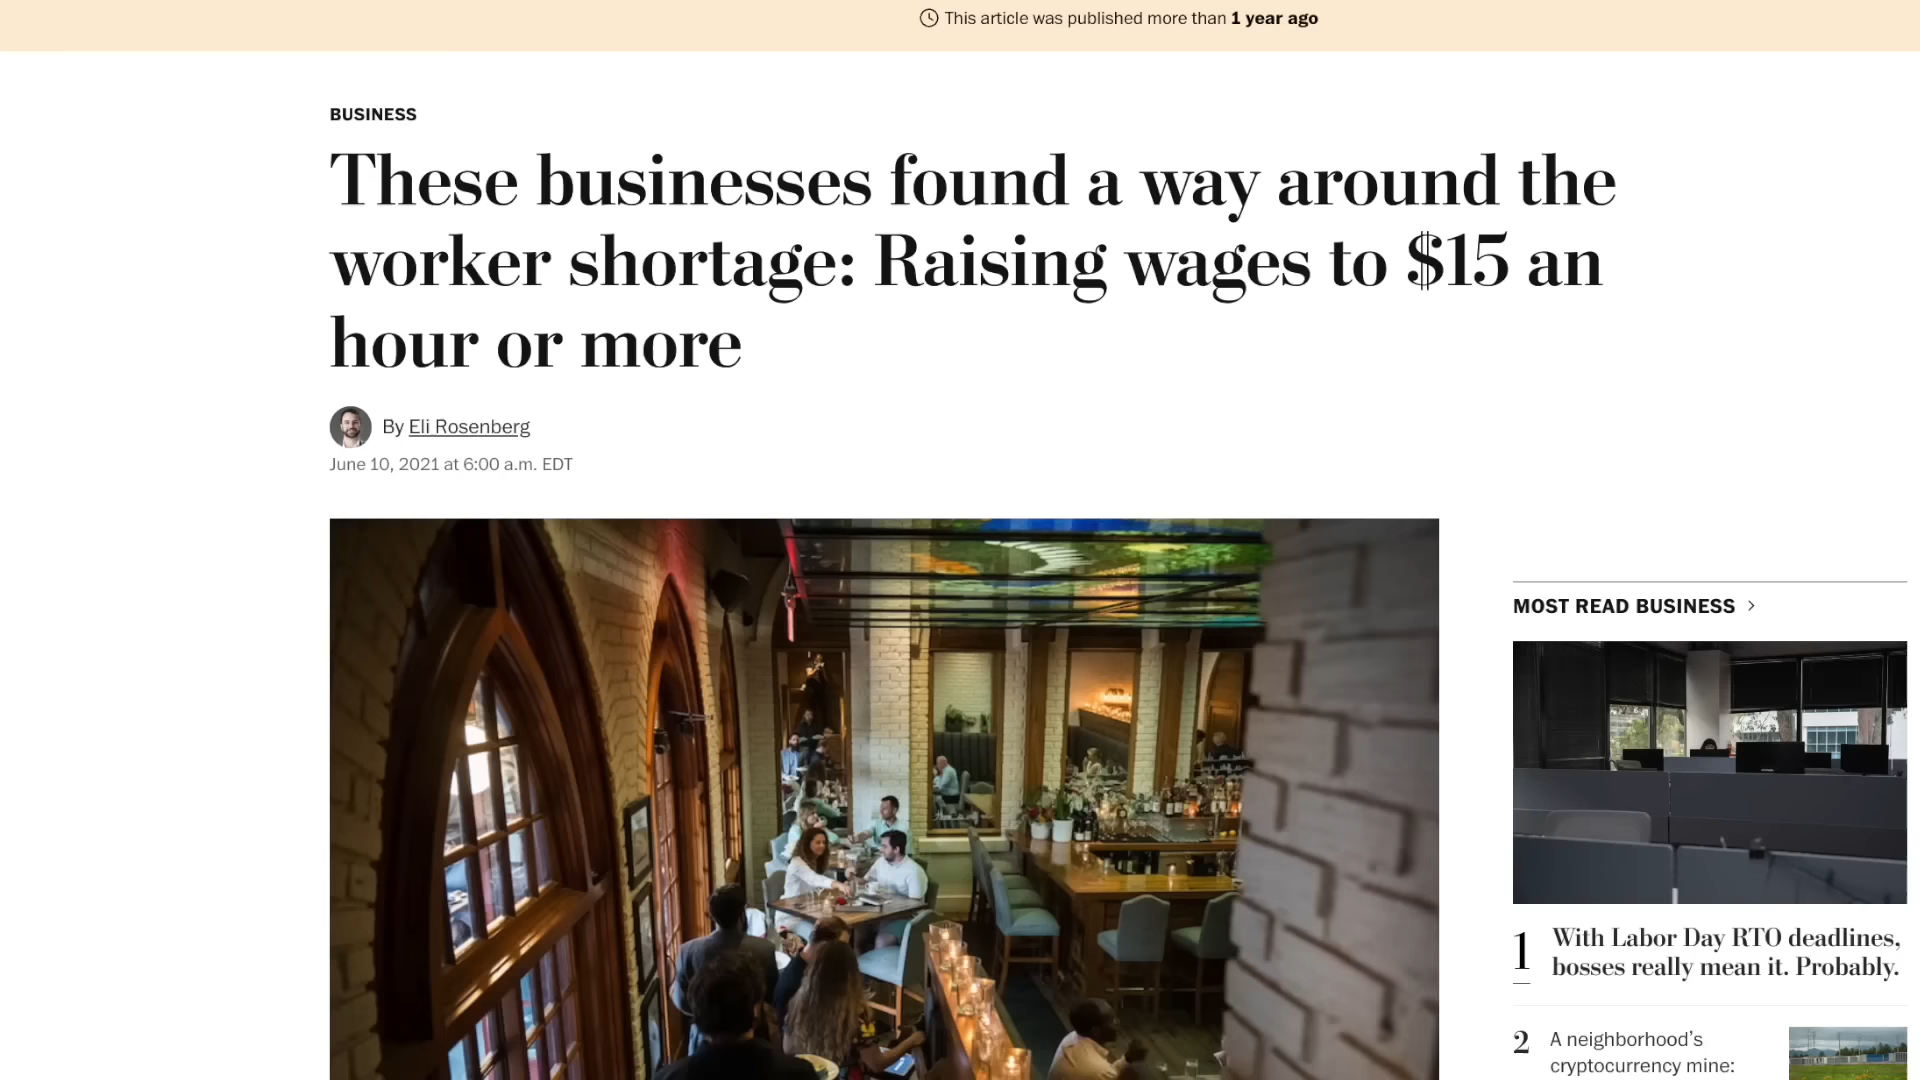 This article was published more than 1 year ago
BUSINESS
These businesses found a way around the
worker shortage: Raising wages to $15 an
hour or more
By Eli Rosenberg
June 10, 2021 at 6:00 a.m. EDT
MOST READ BUSINESS
1
With Labor Day RTO deadlines,
bosses really mean it. Probably.
2
A neighborhood’s
cryptocurrency mine: